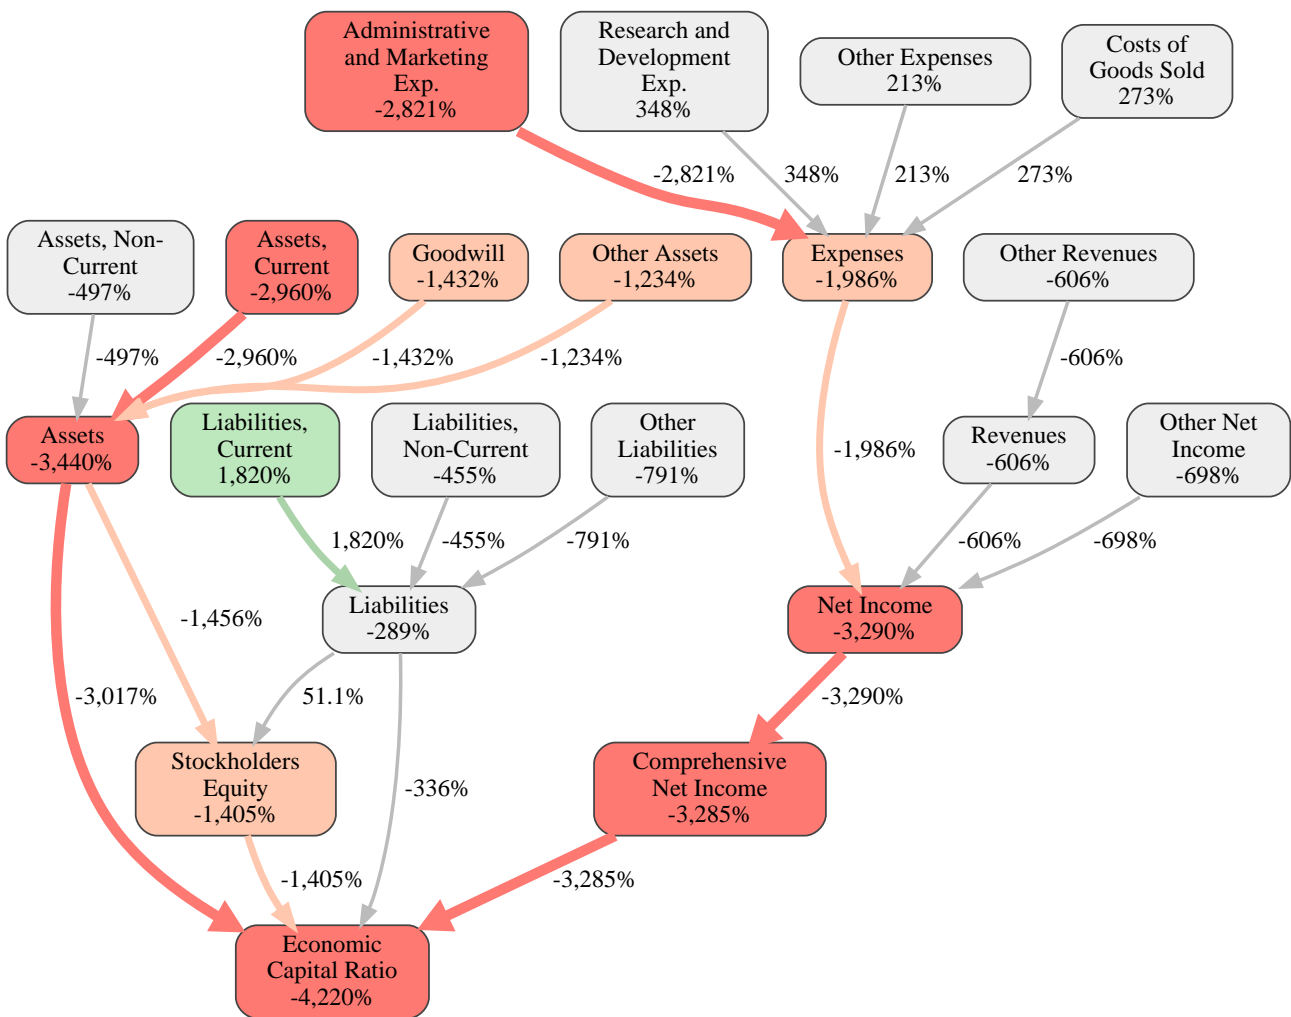 Administrative
and Marketing
Exp.
-2,821%
Research and
Development
Exp.
348%
Other Expenses
213%
Costs of
Goods Sold
273%
-2,821%
348%
213%
273%
Assets, Non-
Current
-497%
Assets,
Current
-2,960%
Goodwill
-1,432%
Other Assets
-1,234%
Expenses
-1,986%
Other Revenues
-606%
-497%
-2,960%
-1,432%
-1,234%
-606%
Assets
-3,440%
Liabilities,
Current
1,820%
Liabilities,
Non-Current
-455%
Other
Liabilities
-791%
-1,986%
Revenues
-606%
Other Net
Income
-698%
1,820%
-455%
-791%
-606%
-698%
-1,456%
Liabilities
-289%
Net Income
-3,290%
-3,017%
51.1%
-3,290%
Stockholders
Equity
-1,405%
-336%
Comprehensive
Net Income
-3,285%
-1,405%
-3,285%
Economic
Capital Ratio
-4,220%